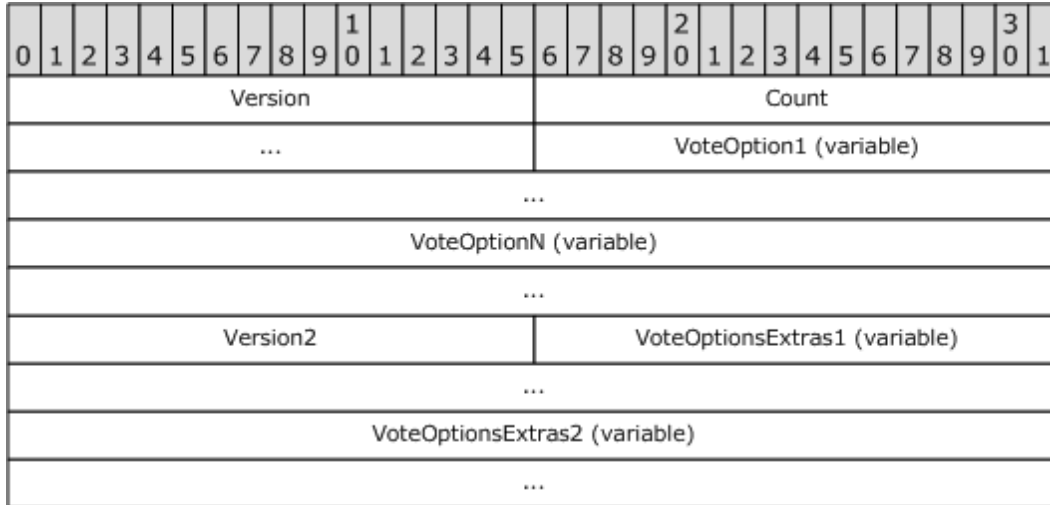 1 2 3
0 1 2 3 4 5 6 7 8 9 0 1 2 3 4 5 6 7 8 9 0 1 2 3 4 5 6 7 8 9 0 1
Version Count
... VoteOption1 (variable)
...
VoteOptionN (variable)
...
Version2 VoteOptionsExtras1 (variable)
...
VoteOptionsExtras2 (variable)
...